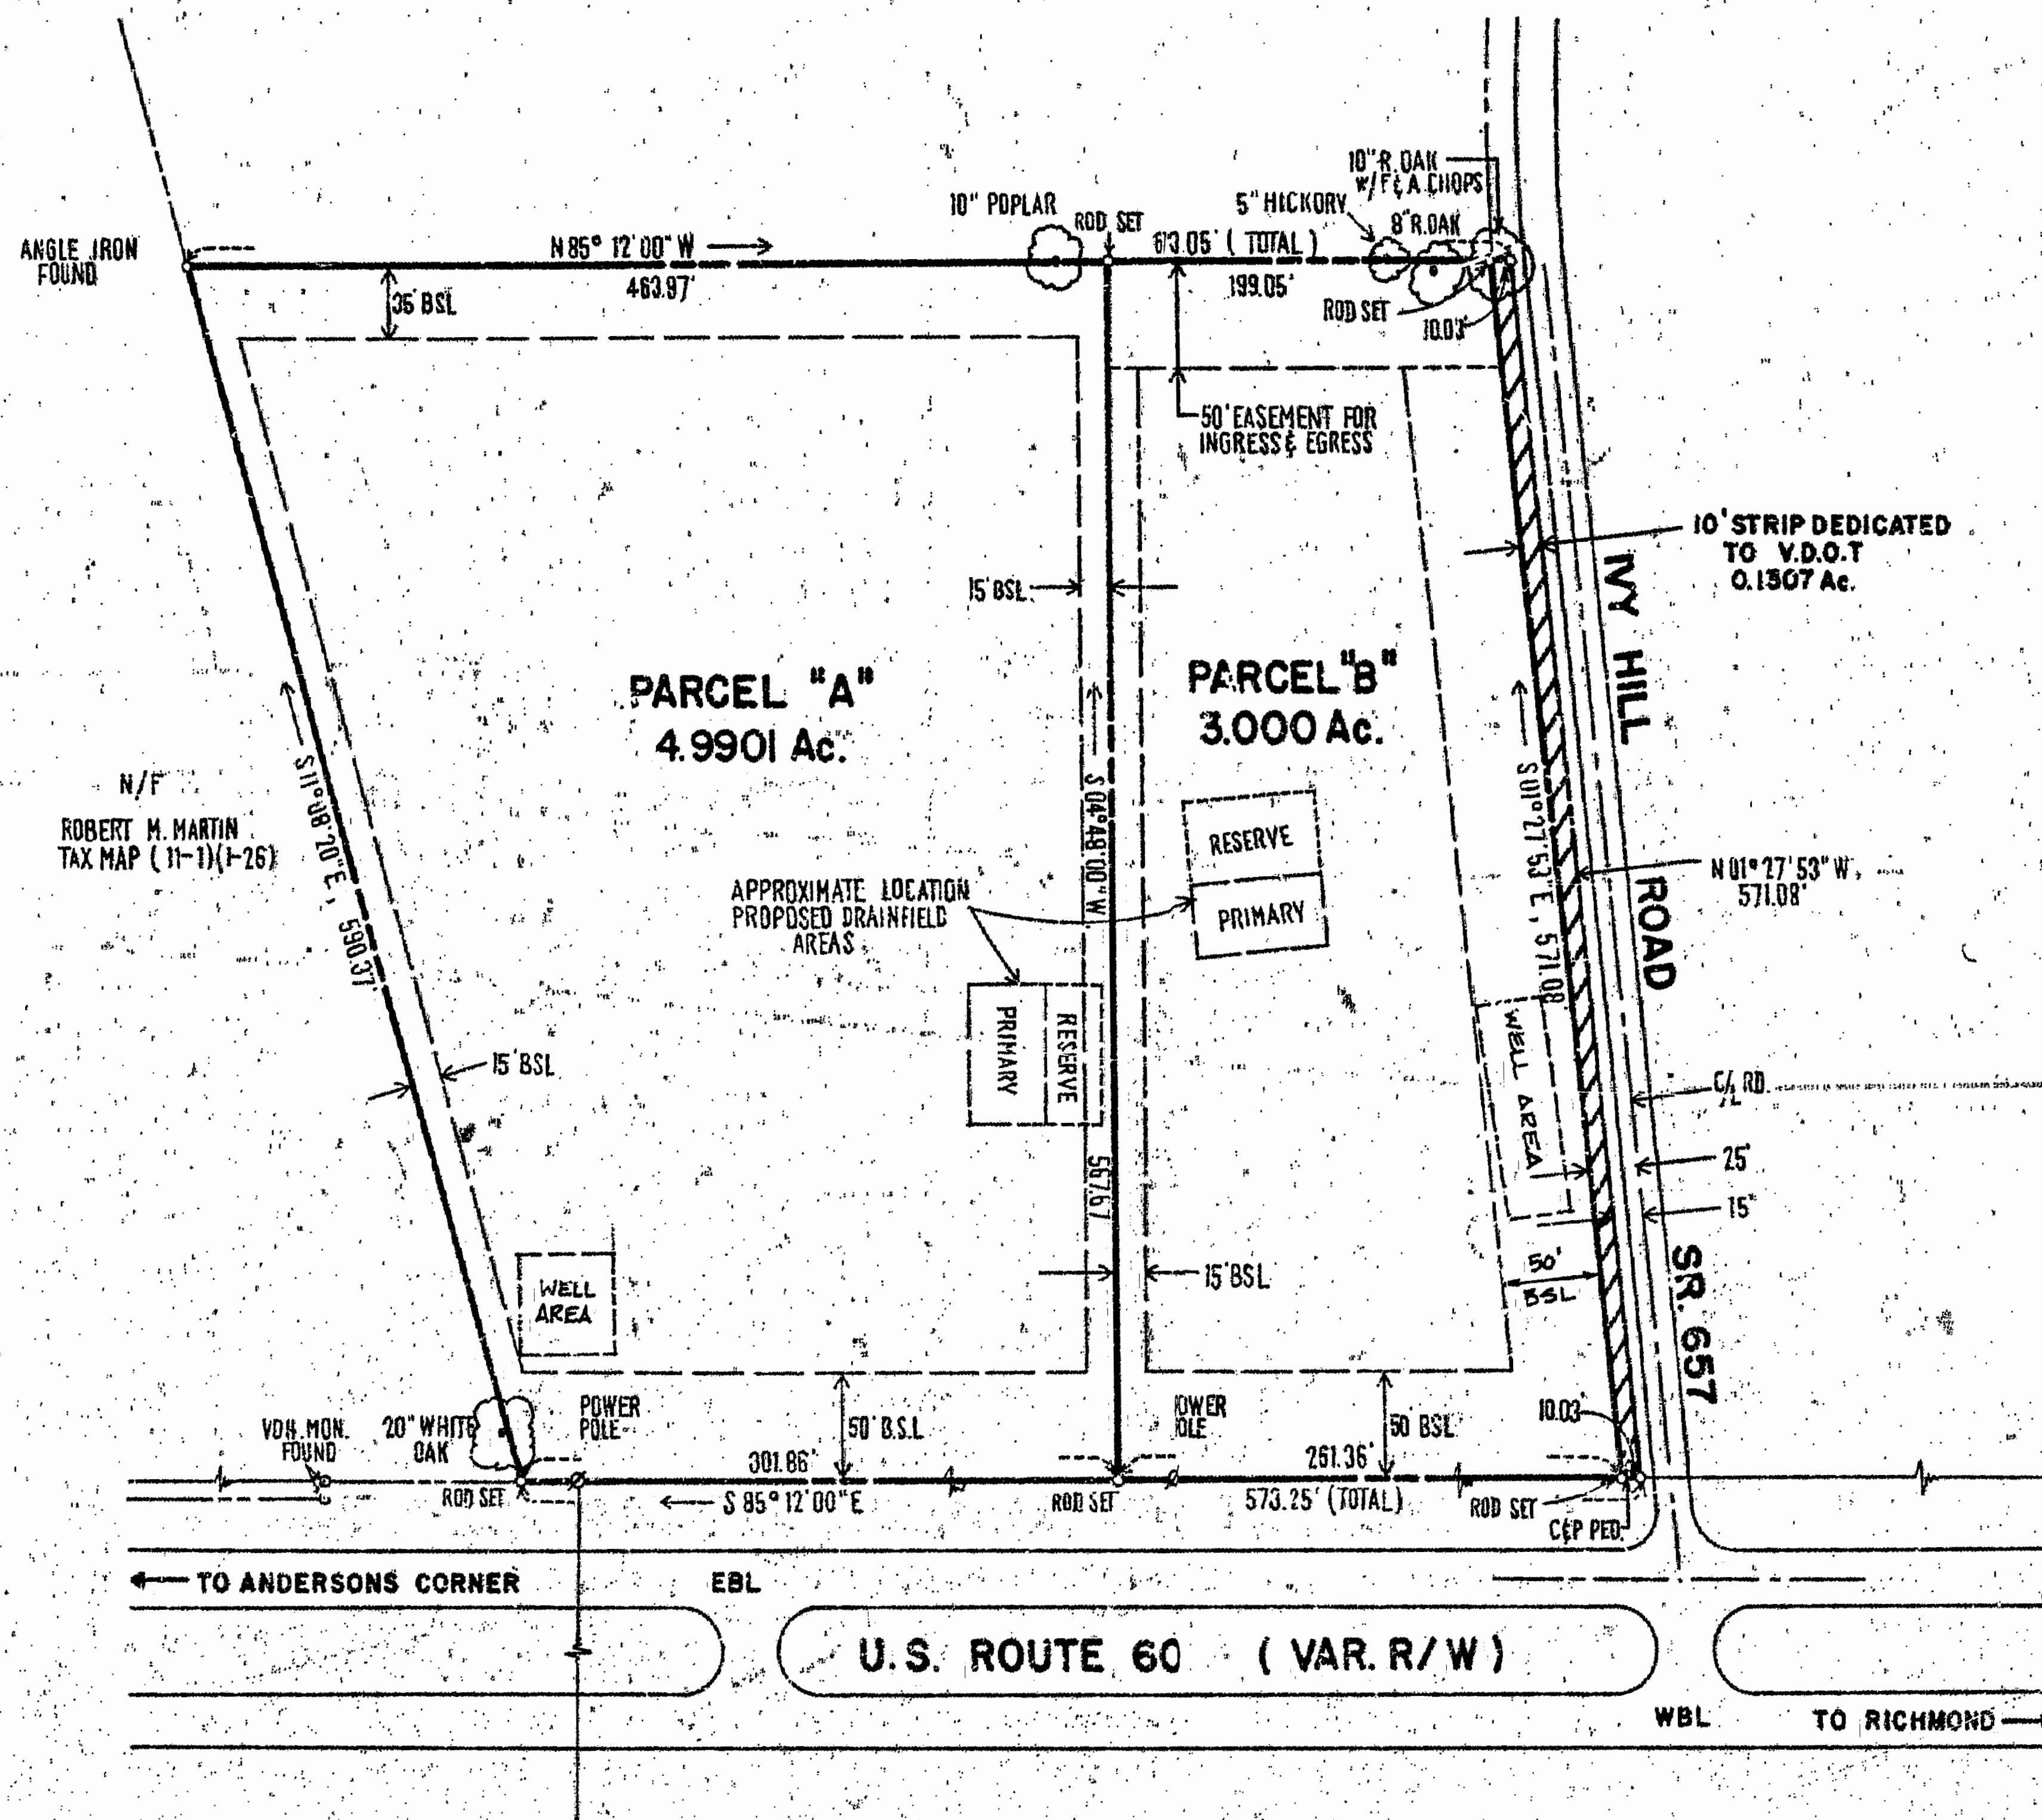 10" R. OAK
w/ F & A. CHOPS
5" HICKORY
8" R. OAK
10" POPLAR
ROD SET
ANGLE IRON
FOUND
N 85° 12' 00" W
463.97'
673.05' ( TOTAL )
199.05'
ROD SET
10.03'
35' BSL
50' EASEMENT FOR
INGRESS & EGRESS
10' STRIP DEDICATED
TO V.D.O.T
0.1307 Ac.
15' BSL
IVY HILL ROAD
PARCEL "A"
4.9901 Ac.
PARCEL "B"
3.000 Ac.
N/F
ROBERT M. MARTIN
TAX MAP ( 11-1)(1-26)
S 11° 08' 20" E , 590.37'
S 04° 48' 00" W
567.67
S 01° 27' 53" E , 571.08
N 01° 27' 53" W
571.08'
RESERVE
PRIMARY
APPROXIMATE LOCATION
PROPOSED DRAINFIELD
AREAS
PRIMARY
RESERVE
WELL AREA
15' BSL
C/L RD.
25'
15'
SR. 657
WELL
AREA
15' BSL
50'
BSL
VDH. MON.
FOUND
20" WHITE
OAK
POWER
POLE
50' B.S.L
OWER
OLE
50' BSL
10.03'
301.86'
261.36'
ROD SET
S 85° 12' 00" E
ROD SET
573.25' (TOTAL)
ROD SET
C&P PED.
TO ANDERSONS CORNER
EBL
U.S. ROUTE 60 ( VAR. R/W )
WBL
TO RICHMOND